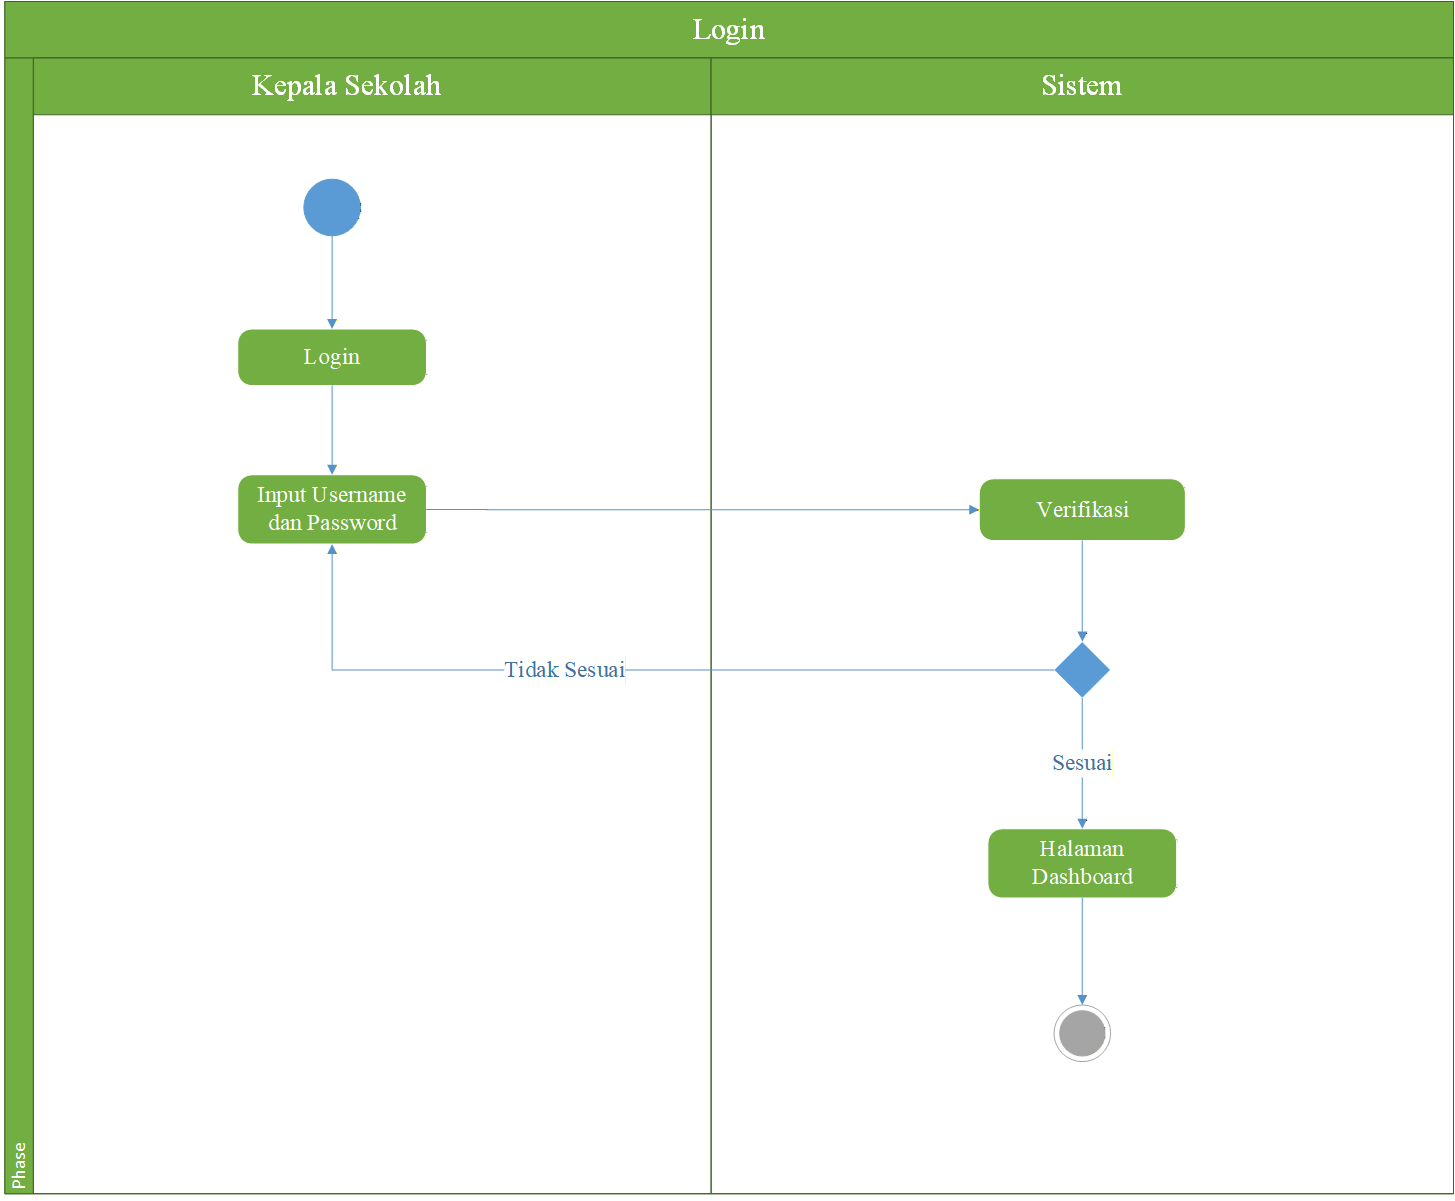 Login
Kepala Sekolah
Sistem
Login
Input Username
dan Password
Verifikasi
Tidak Sesuai
Sesuai
Halaman
Dashboard
Phase